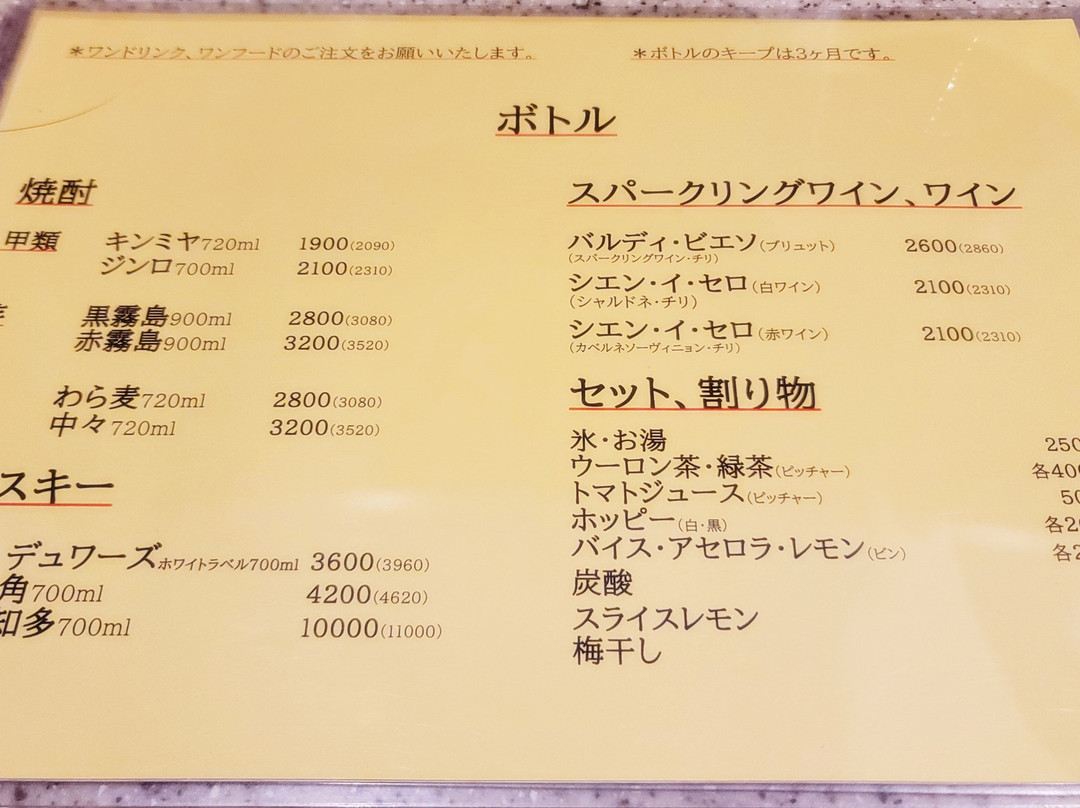 ＊ワンドリンク、ワンフードのご注文をお願いいたします。
＊ボトルのキープは3ヶ月です。
ボトル
焼酎
甲類 キンミヤ720ml 1900(2090)
ジンロ700ml 2100(2310)
黒霧島900ml 2800(3080)
赤霧島900ml 3200(3520)
わら麦720ml 2800(3080)
中々720ml 3200(3520)
スキー
デュワーズホワイトラベル700ml 3600(3960)
角700ml 4200(4620)
知多700ml 10000(11000)
スパークリングワイン、ワイン
バルディ・ビエソ(ブリュット) 2600(2860)
(スパークリングワイン・チリ)
シエン・イ・セロ(白ワイン) 2100(2310)
(シャルドネ・チリ)
シエン・イ・セロ(赤ワイン) 2100(2310)
(カベルネソーヴィニョン・チリ)
セット、割り物
氷・お湯 250
ウーロン茶・緑茶(ピッチャー) 各400
トマトジュース(ピッチャー) 50
ホッピー(白・黒) 各2
バイス・アセロラ・レモン(ビン) 各2
炭酸
スライスレモン
梅干し